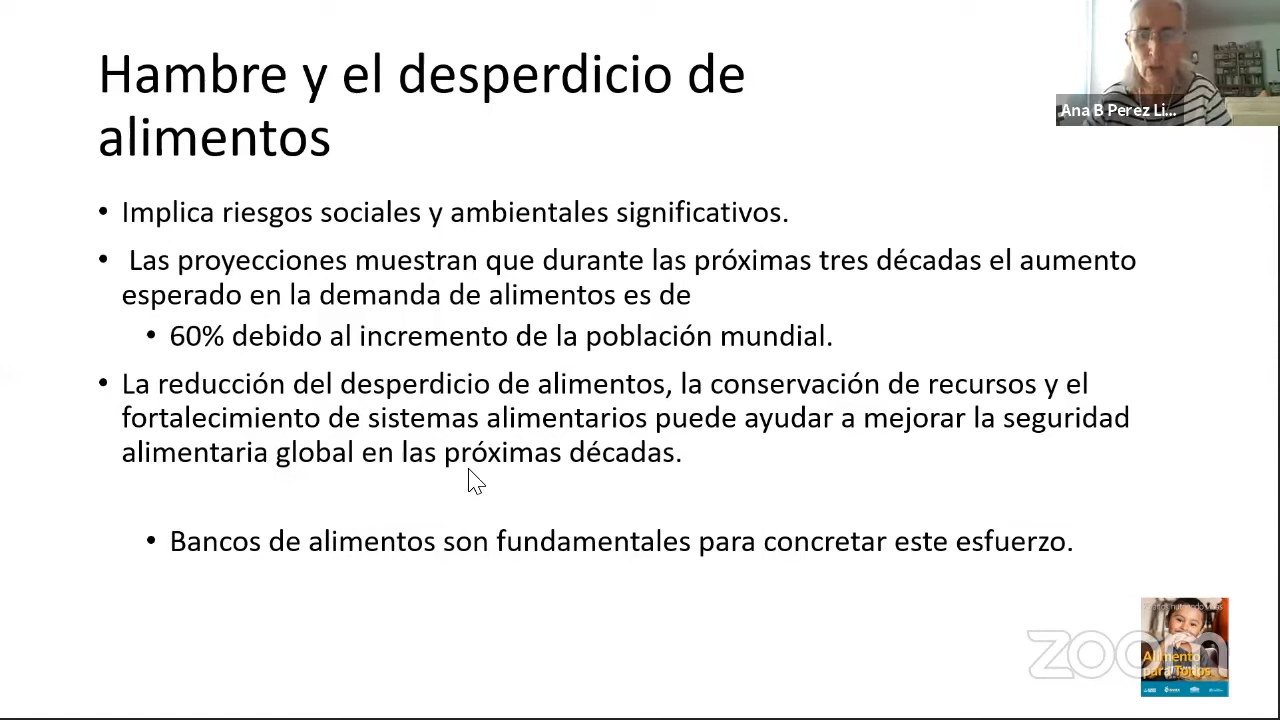 Hambre y el desperdicio de
alimentos
Ana B Perez Li...
• Implica riesgos sociales y ambientales significativos.
• Las proyecciones muestran que durante las próximas tres décadas el aumento
esperado en la demanda de alimentos es de
• 60% debido al incremento de la población mundial.
• La reducción del desperdicio de alimentos, la conservación de recursos y el
fortalecimiento de sistemas alimentarios puede ayudar a mejorar la seguridad
alimentaria global en las próximas décadas.
• Bancos de alimentos son fundamentales para concretar este esfuerzo.
zoom
Alimento
para Todos